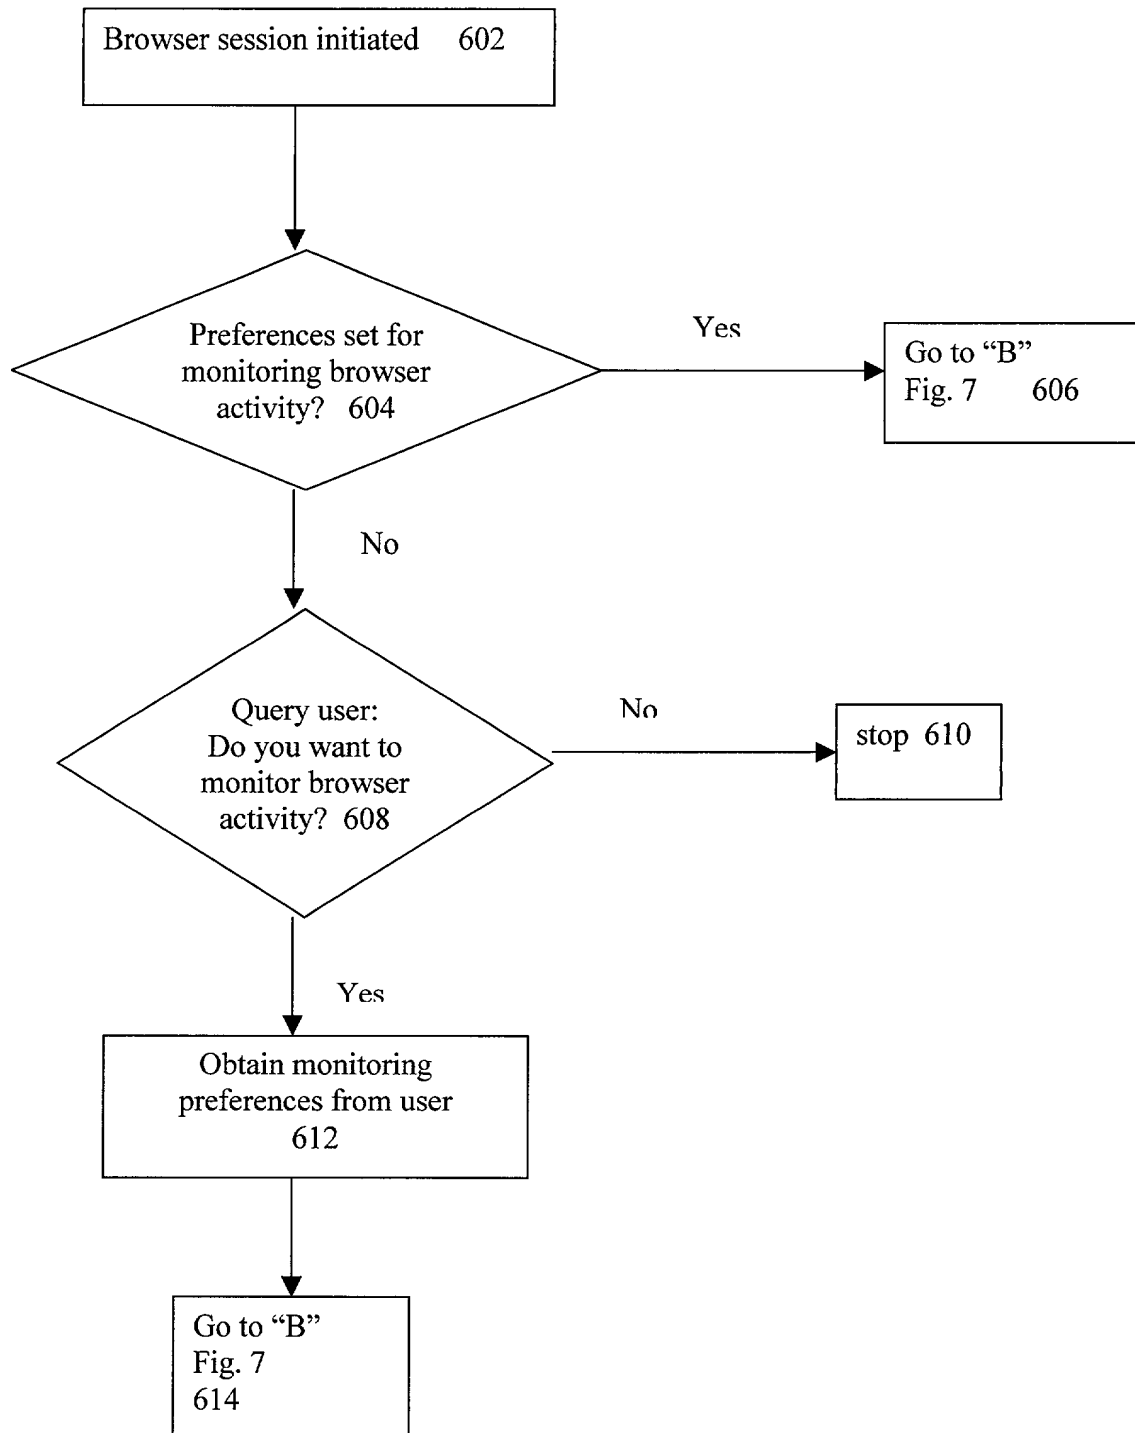 Browser session initiated 602
Preferences set for
monitoring browser
activity? 604
Yes
Go to “B”
Fig. 7 606
No
Query user:
Do you want to
monitor browser
activity? 608
No
stop 610
Yes
Obtain monitoring
preferences from user
612
Go to “B”
Fig. 7
614